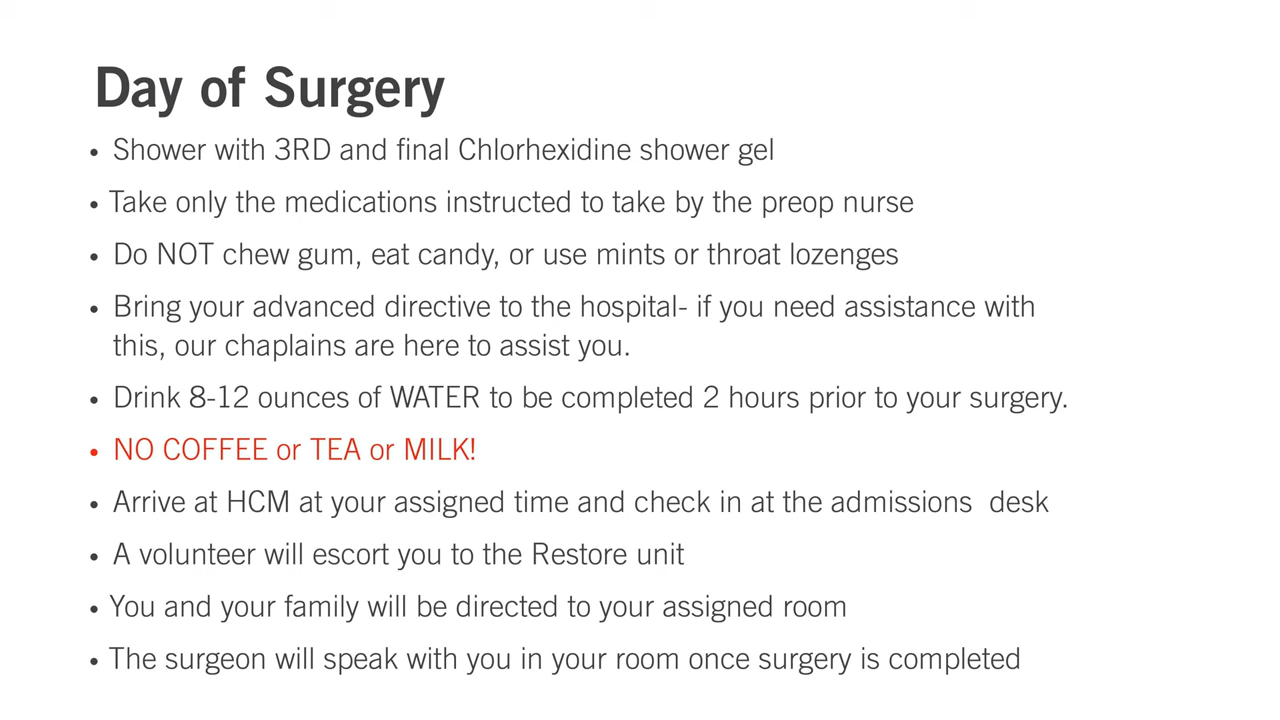 Day of Surgery
• Shower with 3RD and final Chlorhexidine shower gel
• Take only the medications instructed to take by the preop nurse
• Do NOT chew gum, eat candy, or use mints or throat lozenges
• Bring your advanced directive to the hospital- if you need assistance with
this, our chaplains are here to assist you.
• Drink 8-12 ounces of WATER to be completed 2 hours prior to your surgery.
• NO COFFEE or TEA or MILK!
• Arrive at HCM at your assigned time and check in at the admissions  desk
• A volunteer will escort you to the Restore unit
• You and your family will be directed to your assigned room
• The surgeon will speak with you in your room once surgery is completed